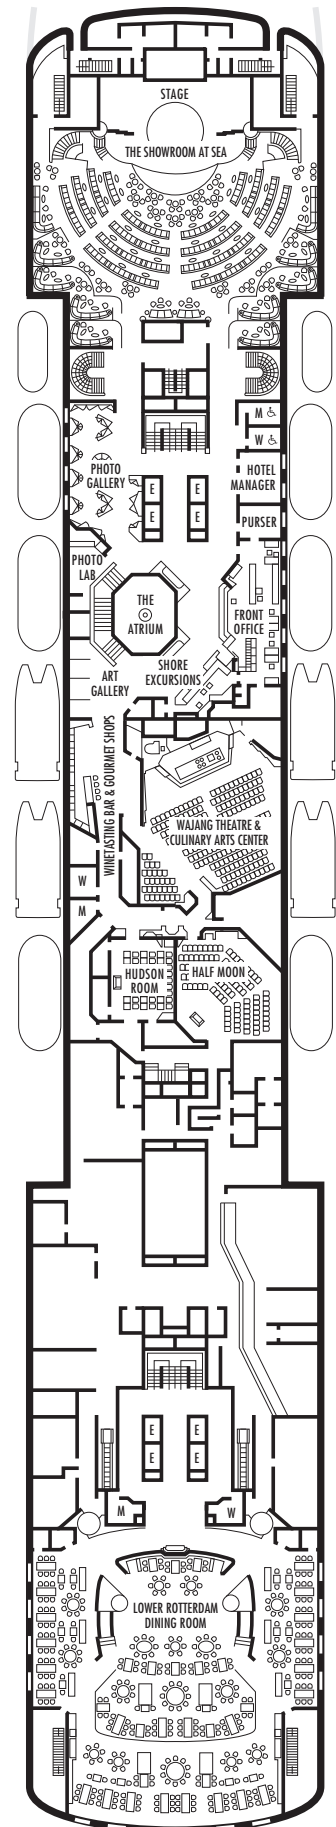 STAGE
THE SHOWROOM AT SEA
M
W
PHOTO
GALLERY
HOTEL
MANAGER
E
E
E
E
PURSER
PHOTO
LAB
THE
ATRIUM
FRONT
OFFICE
SHORE
EXCURSIONS
ART
GALLERY
WINETASTING BAR & GOURMET SHOPS
WAJANG THEATRE &
CULINARY ARTS CENTER
W
M
HUDSON
ROOM
HALF MOON
E
E
E
E
M
W
LOWER ROTTERDAM
DINING ROOM